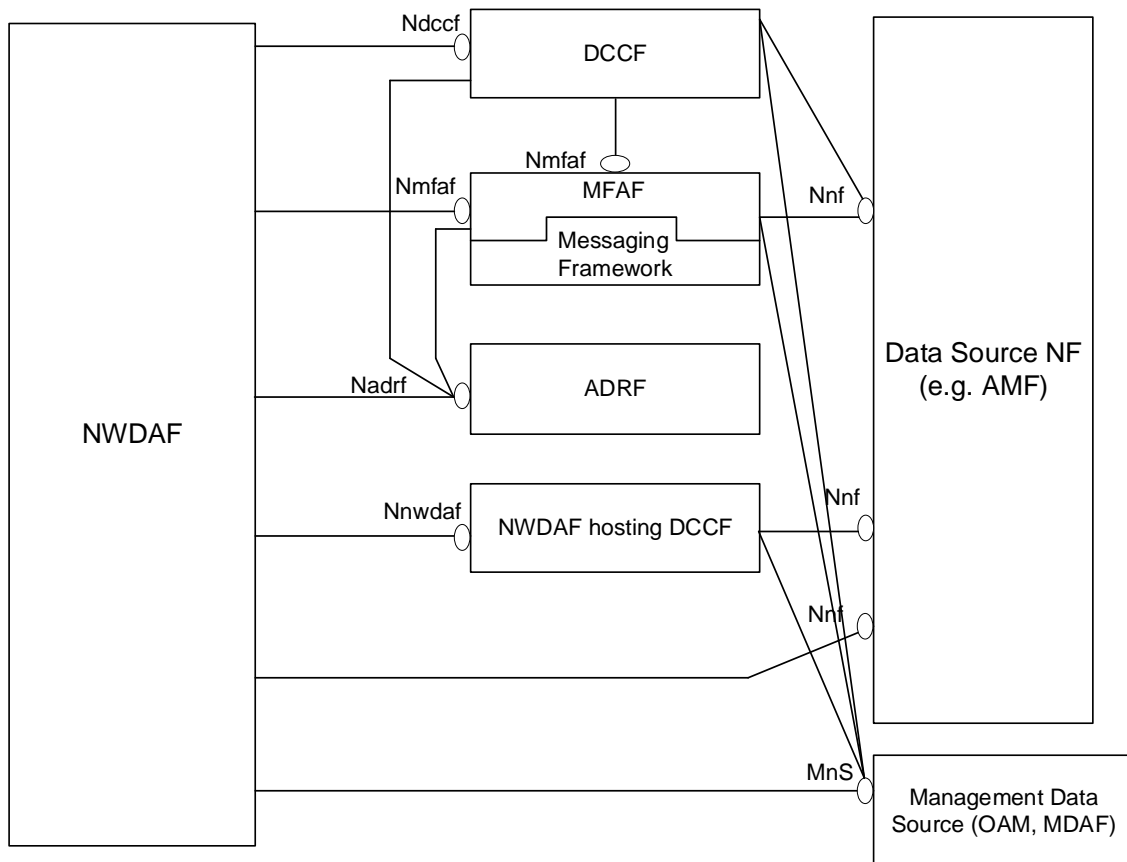 Ndccf
DCCF
Nmfaf
Nmfaf
MFAF
Nnf
Messaging
Framework
Data Source NF
(e.g. AMF)
Nadrf
ADRF
NWDAF
Nnwdaf
NWDAF hosting DCCF
Nnf
Nnf
MnS
Management Data
Source (OAM, MDAF)